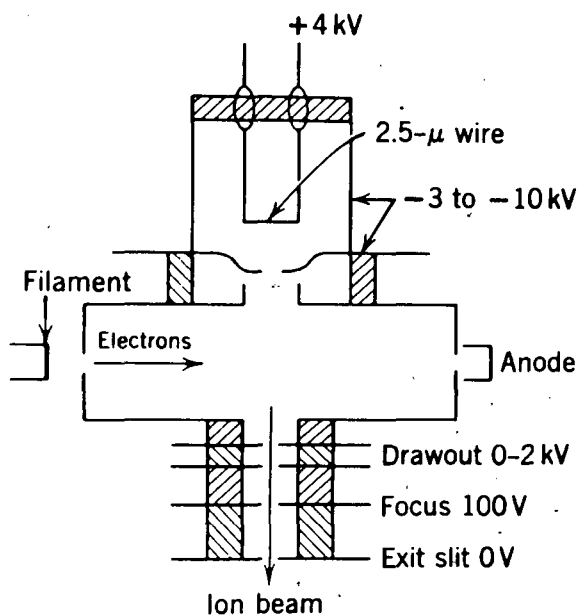 +4 kV
2.5-μ wire
-3 to -10 kV
Filament
Electrons
Anode
Drawout 0-2 kV
Focus 100 V
Exit slit 0 V
Ion beam